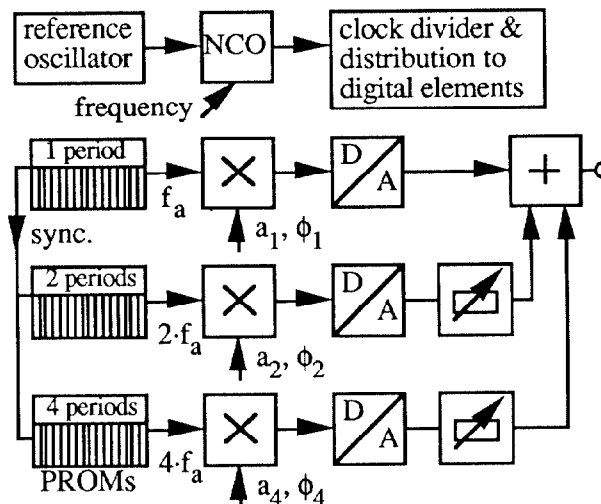 reference
oscillator
NCO
clock divider &
distribution to
digital elements
frequency
1 period
f_a
D
A
+
sync.
a_1, ϕ_1
2 periods
2·f_a
D
A
a_2, ϕ_2
4 periods
4·f_a
D
A
PROMs
a_4, ϕ_4